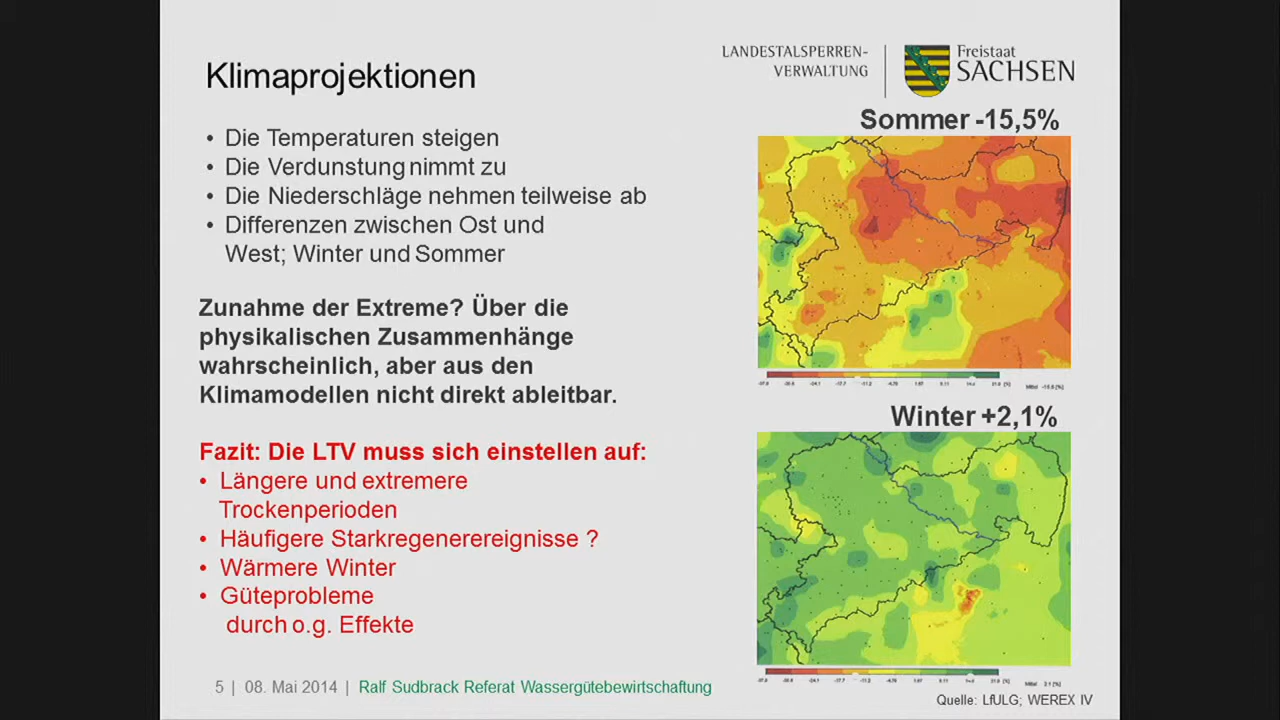 Klimaprojektionen
LANDESTALSPERREN-
VERWALTUNG
Freistaat
SACHSEN
• Die Temperaturen steigen
• Die Verdunstung nimmt zu
• Die Niederschläge nehmen teilweise ab
• Differenzen zwischen Ost und
West; Winter und Sommer
Zunahme der Extreme? Über die
physikalischen Zusammenhänge
wahrscheinlich, aber aus den
Klimamodellen nicht direkt ableitbar.
Fazit: Die LTV muss sich einstellen auf:
• Längere und extremere
Trockenperioden
• Häufigere Starkregenerereignisse ?
• Wärmere Winter
• Güteprobleme
durch o.g. Effekte
Sommer -15,5%
Winter +2,1%
5 | 08. Mai 2014 | Ralf Sudbrack Referat Wassergütebewirtschaftung
Quelle: LfULG; WEREX IV